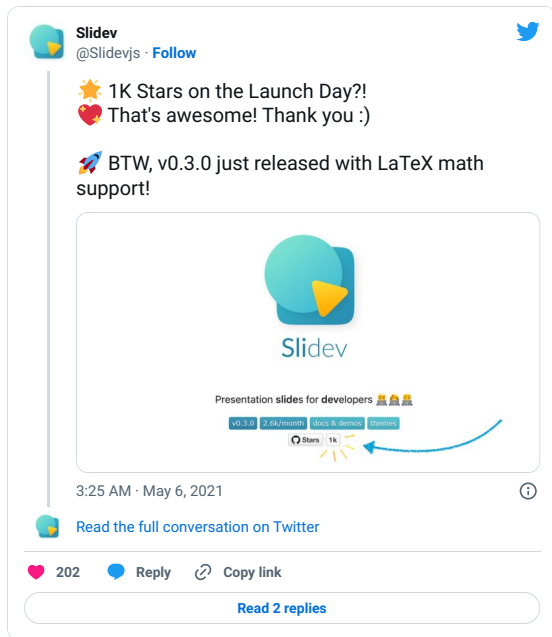 Slidev
@Slidevjs · Follow
🌟 1K Stars on the Launch Day?!
💖 That's awesome! Thank you :)
🚀 BTW, v0.3.0 just released with LaTeX math
support!
Slidev
Presentation slides for developers 🧑‍💻👩‍💻👨‍💻
v0.3.0 2.6k/month docs & demos themes
Stars 1k
3:25 AM · May 6, 2021
Read the full conversation on Twitter
202 Reply Copy link
Read 2 replies